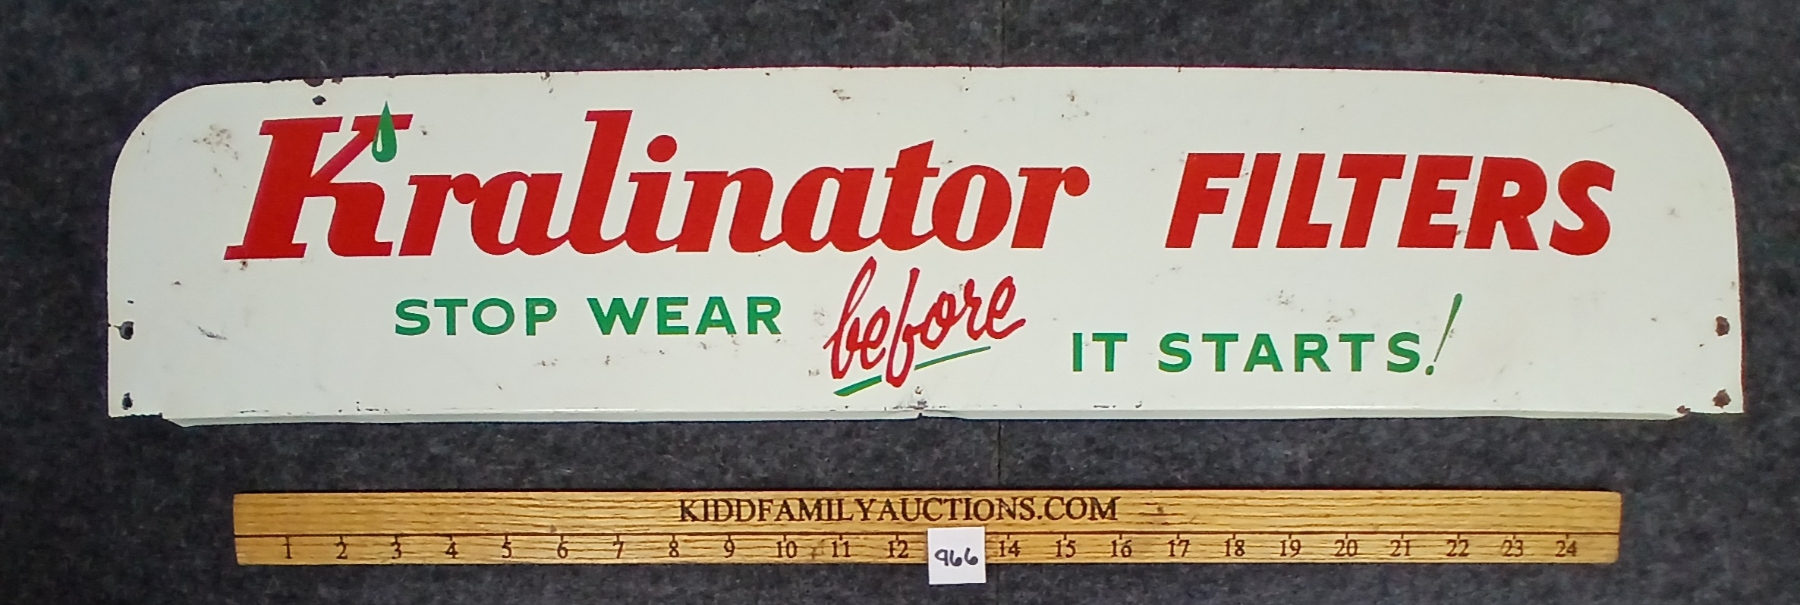 Kralinator FILTERS
STOP WEAR before IT STARTS!
KIDDFAMILYAUCTIONS.COM
1 2 3 4 5 6 7 8 9 10 11 12 14 15 16 17 18 19 20 21 22 23 24
966